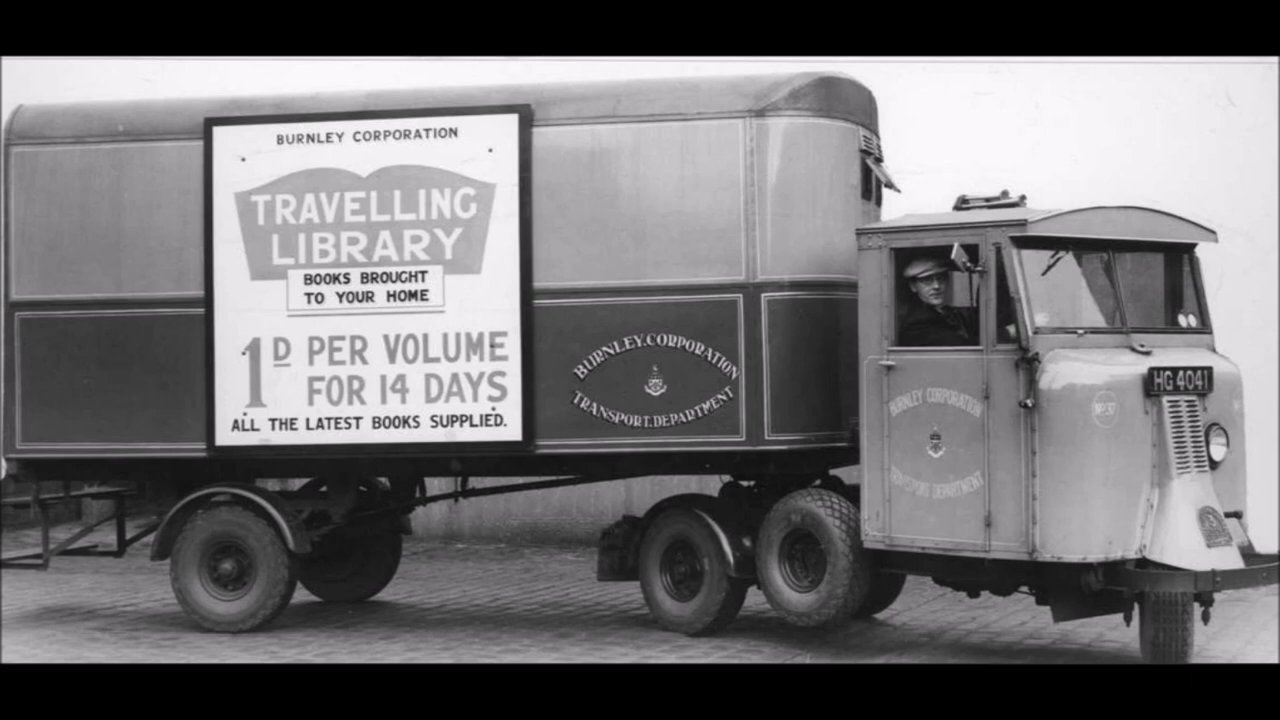 BURNLEY CORPORATION
TRAVELLING
LIBRARY
BOOKS BROUGHT
TO YOUR HOME
1D PER VOLUME
FOR 14 DAYS
ALL THE LATEST BOOKS SUPPLIED.
BURNLEY.CORPORATION
TRANSPORT.DEPARTMENT
BURNLEY CORPORATION
TRANSPORT DEPARTMENT
HG 4041